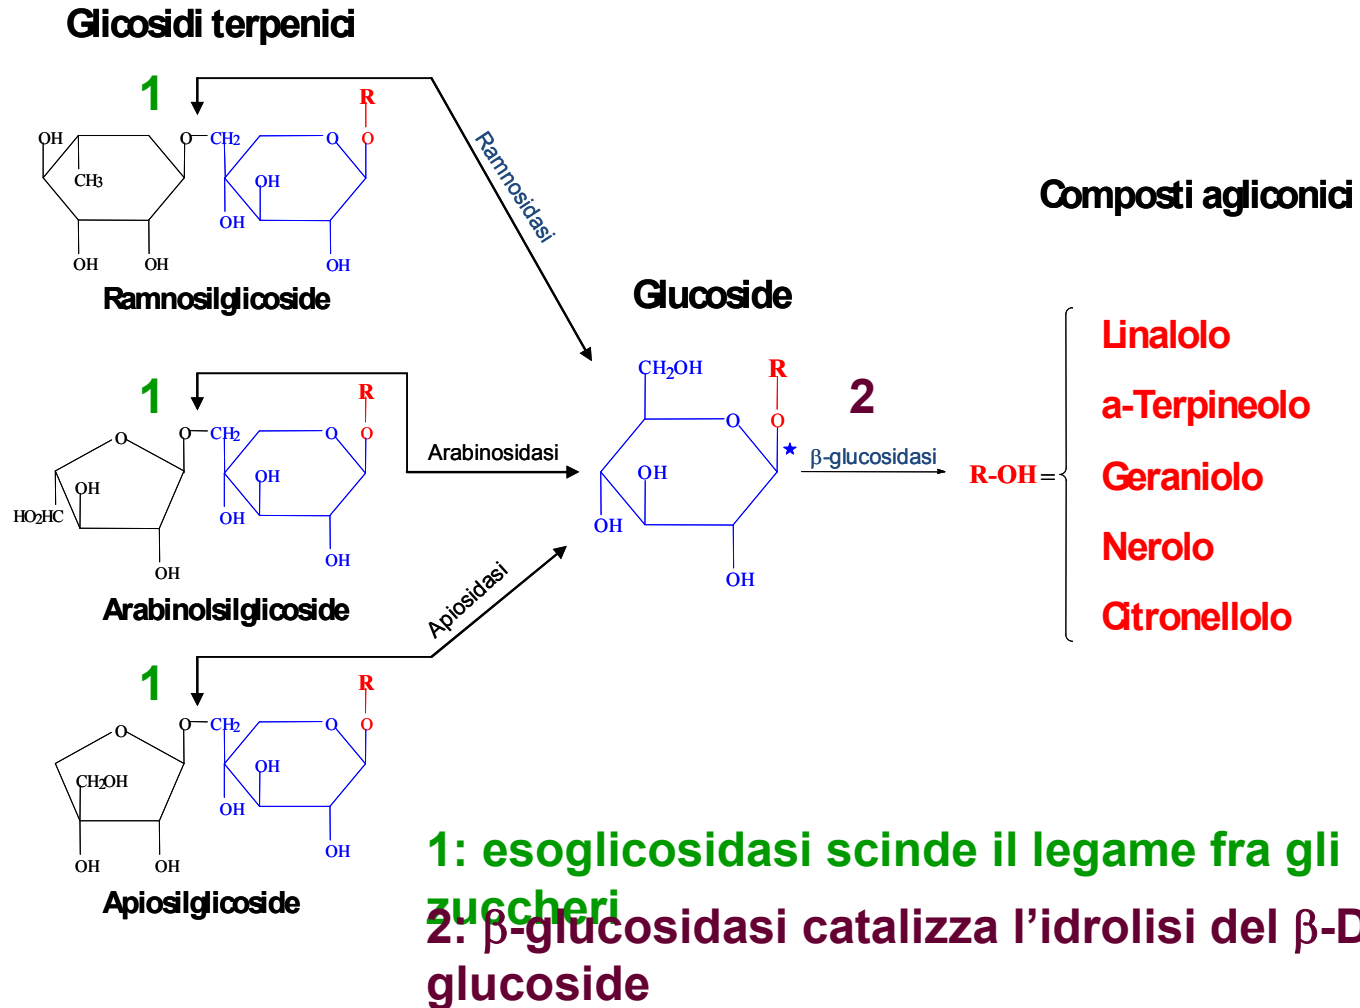 Glicosidi terpenici
1
R
OH
O
CH2
O
O
CH3
OH
OH
OH
OH
OH
Ramnosilglicoside
Ramnosidasi
Composti agliconici
Glucoside
1
R
O
O
CH2
O
O
OH
OH
HO2HC
OH
OH
OH
Arabinolsilglicoside
Arabinosidasi
CH2OH
R
O
O
OH
OH
OH
2
β-glucosidasi
R-OH =
Linalolo
a-Terpineolo
Geraniolo
Nerolo
Citronellolo
Apiosidasi
1
R
O
O
CH2
O
O
CH2OH
OH
OH
OH
OH
OH
Apiosilglicoside
1: esoglicosidasi scinde il legame fra gli
zuccheri
2: β-glucosidasi catalizza l’idrolisi del β-D
glucoside